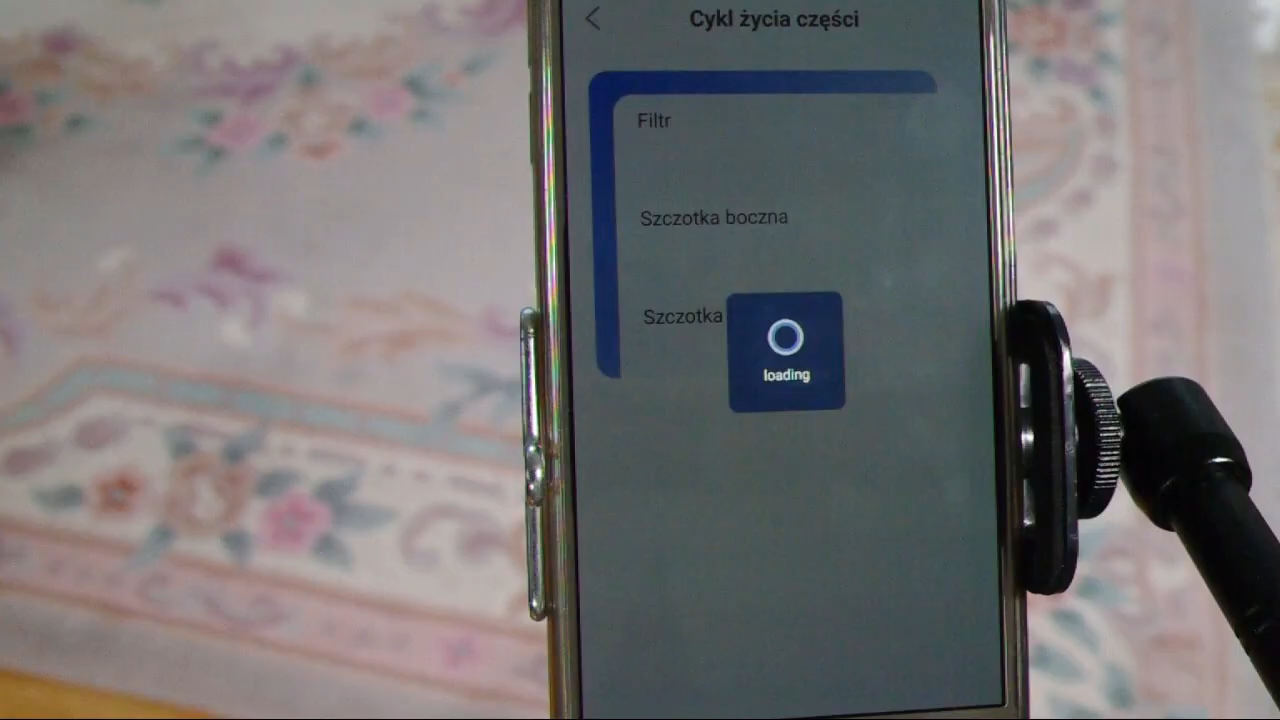 Cykl życia części
Filtr
Szczotka boczna
Szczotka
loading